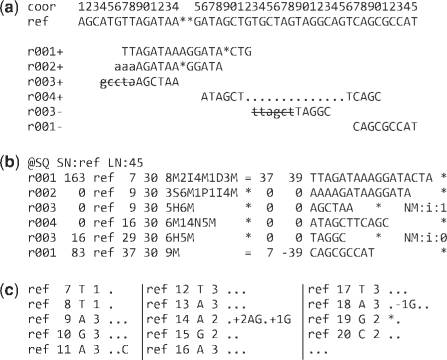 (a) coor 12345678901234 5678901234567890123456789012345
ref AGCATGTTAGATAA**GATAGCTGTGCTAGTAGGCAGTCAGCGCCAT
r001+ TTAGATAAAGGATA*CTG
r002+ aaaAGATAA*GGATA
r003+ gcctaAGCTAA
r004+ ATAGCT..............TCAGC
r003- ttagctTAGGC
r001- CAGCGCCAT
(b) @SQ SN:ref LN:45
r001 163 ref 7 30 8M2I4M1D3M = 37 39 TTAGATAAAGGATACTA *
r002 0 ref 9 30 3S6M1P1I4M * 0 0 AAAAGATAAGGATA *
r003 0 ref 9 30 5H6M * 0 0 AGCTAA * NM:i:1
r004 0 ref 16 30 6M14N5M * 0 0 ATAGCTTCAGC *
r003 16 ref 29 30 6H5M * 0 0 TAGGC * NM:i:0
r001 83 ref 37 30 9M = 7 -39 CAGCGCCAT *
(c) ref 7 T 1 . ref 12 T 3 ... ref 17 T 3 ...
ref 8 T 1 . ref 13 A 3 ... ref 18 A 3 .-1G..
ref 9 A 3 ... ref 14 A 2 .+2AG.+1G. ref 19 G 2 *.
ref 10 G 3 ... ref 15 G 2 .. ref 20 C 2 ..
ref 11 A 3 ..C ref 16 A 3 ... ...